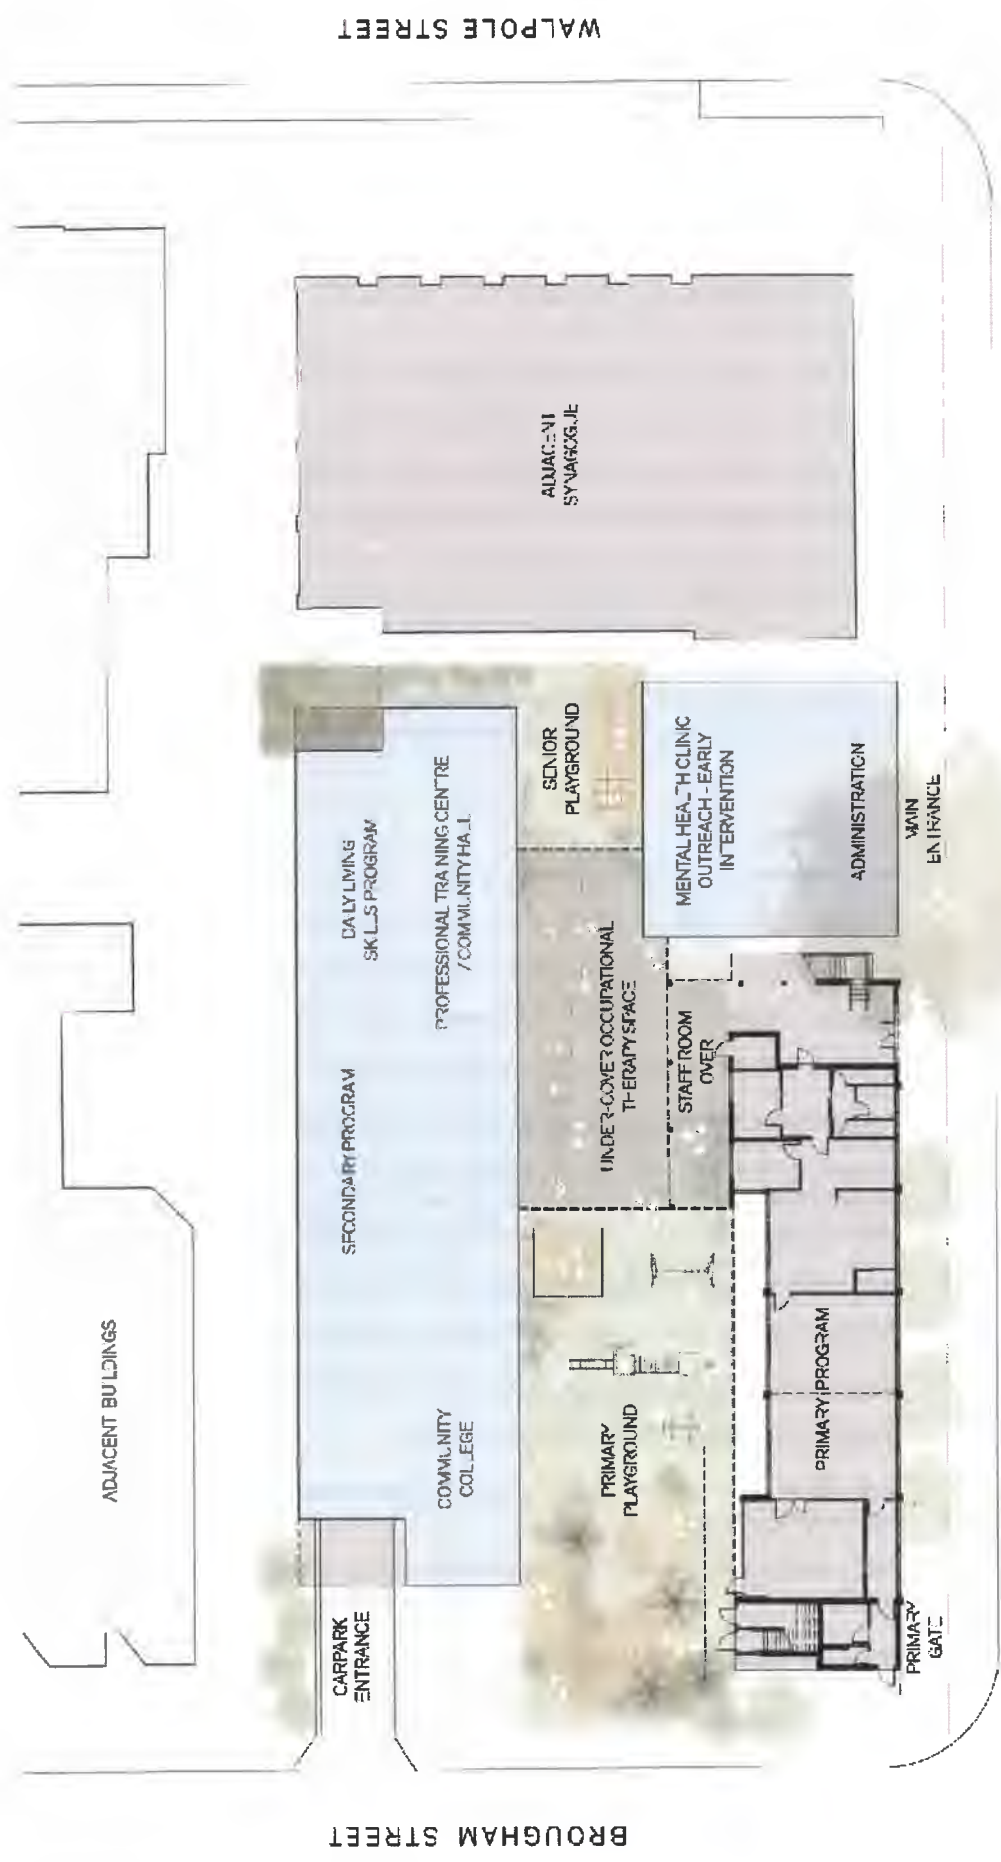 WALPOLE STREET
ADJACENT
SYNAGOGUE
SENIOR
PLAYGROUND
MENTAL HEALTH CLINIC
OUTREACH - EARLY
INTERVENTION
ADMINISTRATION
MAIN
ENTRANCE
DAILY LIVING
SKILLS PROGRAM
PROFESSIONAL TRAINING CENTRE
/ COMMUNITY HALL
UNDER-COVER OCCUPATIONAL
THERAPY SPACE
STAFF ROOM
OVER
SECONDARY PROGRAM
ADJACENT BUILDINGS
COMMUNITY
COLLEGE
PRIMARY
PLAYGROUND
PRIMARY PROGRAM
CARPARK
ENTRANCE
PRIMARY
GATE
BROUGHAM STREET